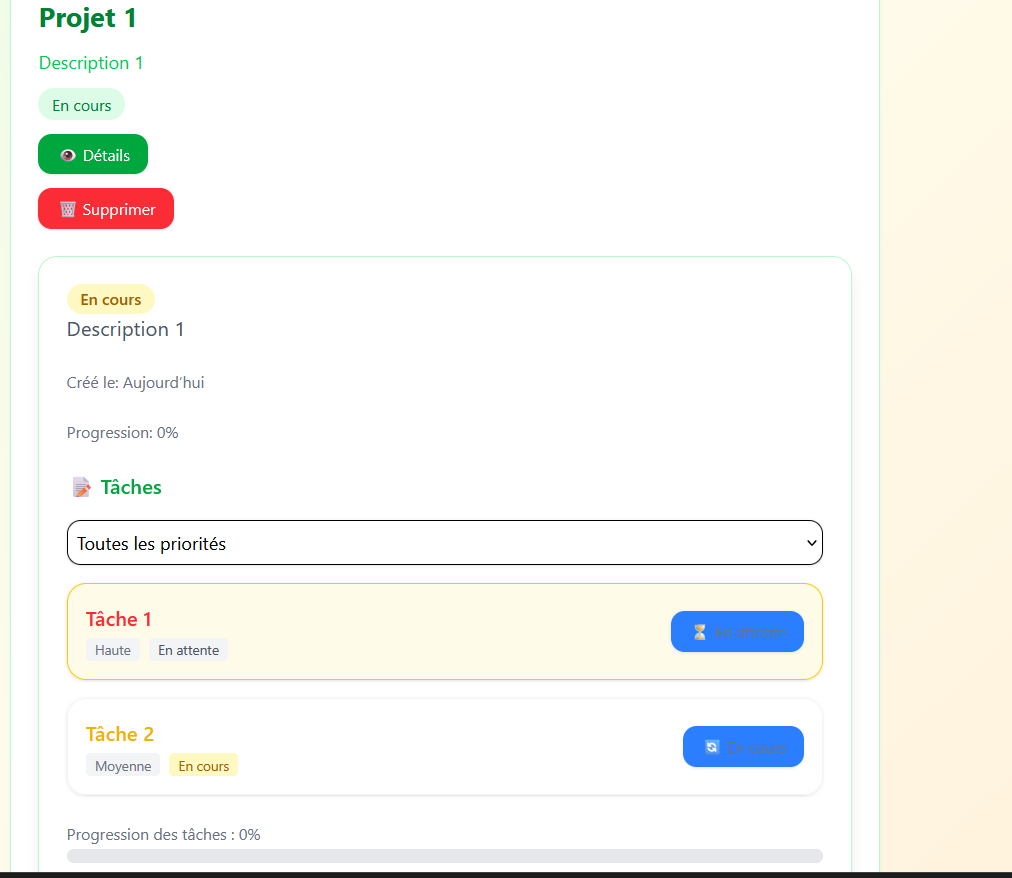 Projet 1
Description 1
En cours
Détails
Supprimer
En cours
Description 1
Créé le: Aujourd'hui
Progression: 0%
Tâches
Toutes les priorités
Tâche 1
Haute En attente
En attente
Tâche 2
Moyenne En cours
En cours
Progression des tâches : 0%